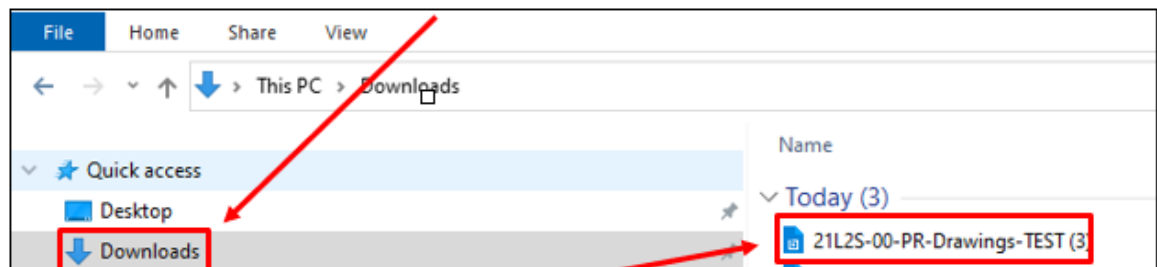 File Home Share View
This PC > Downloads
Name
Quick access
Today (3)
Desktop
21L2S-00-PR-Drawings-TEST (3)
Downloads